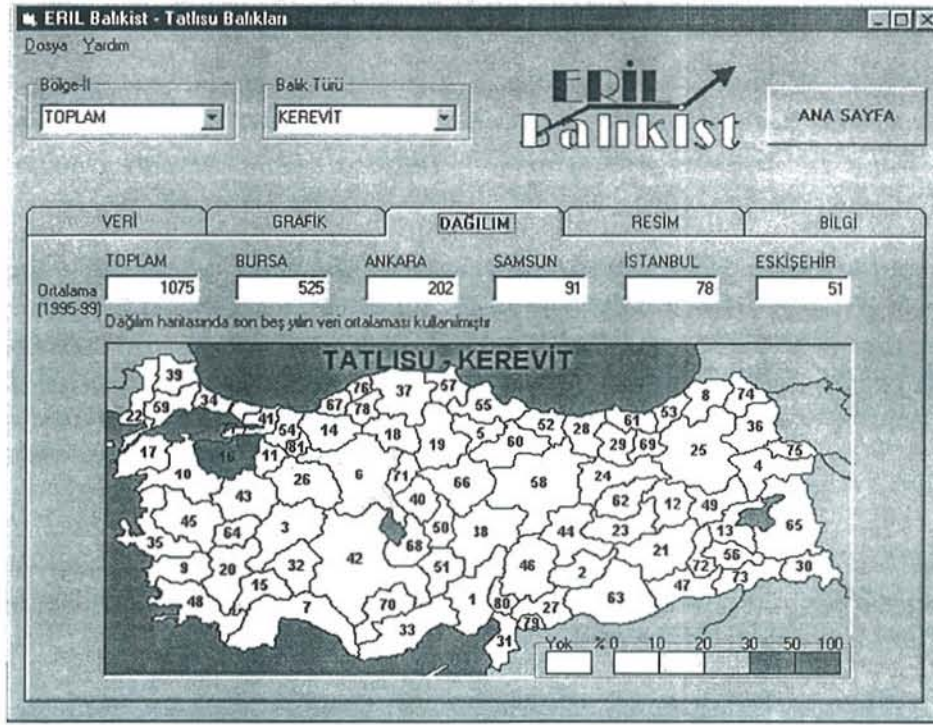 ERIL Balıkist - Tatlısu Balıkları
Dosya Yardım
Bölge-İl
Balık Türü
TOPLAM
KEREVİT
ERİL
Balıkist
ANA SAYFA
VERİ GRAFİK DAĞILIM RESİM BİLGİ
TOPLAM BURSA ANKARA SAMSUN İSTANBUL ESKİŞEHİR
Ortalama 1075 525 202 91 78 51
(1995-99)
Dağılım haritasında son beş yılın veri ortalaması kullanılmıştır
TATLISU - KEREVİT
39 76 37 57 8 74
22 59 34 41 67 78 55 53 36
54 14 18 19 5 60 52 28 61 29 69 25 75
17 16 11 81 6 71 66 58 24 4
10 26 40 62 12 49 65
43 3 50 38 44 23 13
45 64 42 68 21 56 30
35 20 32 51 46 2 72 73
9 15 1 47
48 7 70 80 27 63
33 79
31
Yok % 0 10 20 30 50 100